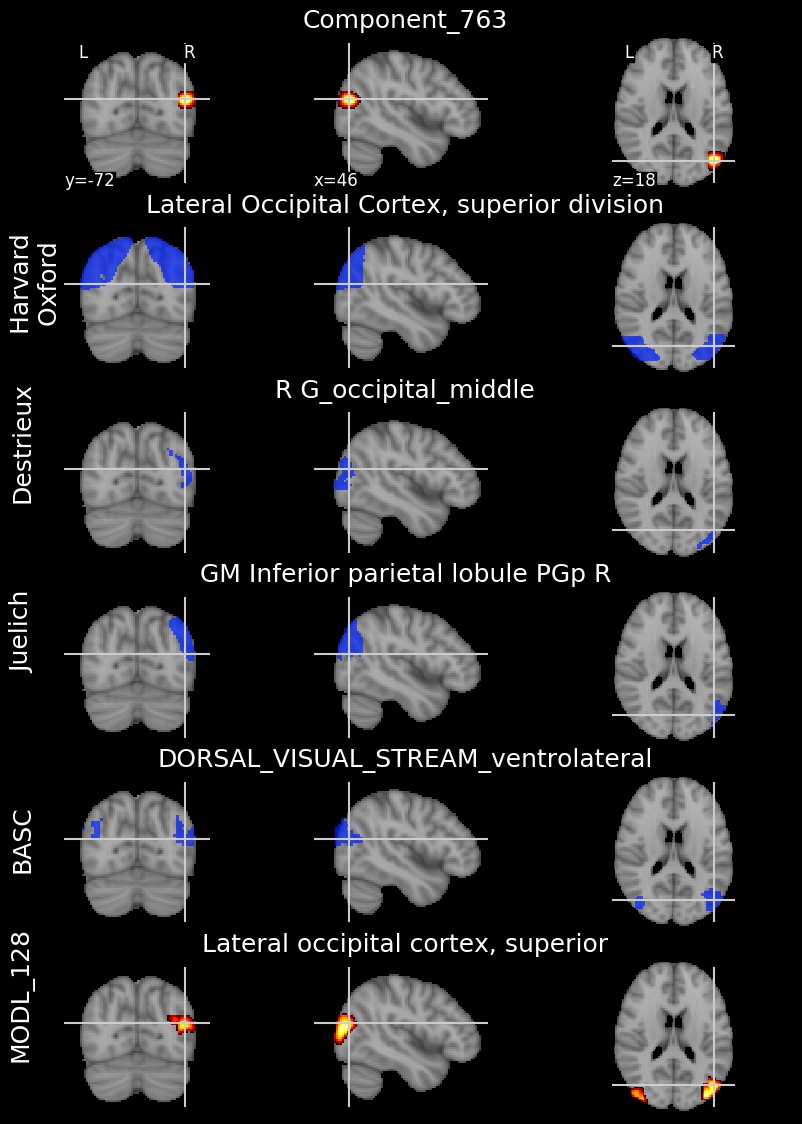 Component_763
L R L R
y=-72 x=46 z=18
Lateral Occipital Cortex, superior division
Harvard
Oxford
R G_occipital_middle
Destrieux
GM Inferior parietal lobule PGp R
Juelich
DORSAL_VISUAL_STREAM_ventrolateral
BASC
Lateral occipital cortex, superior
MODL_128